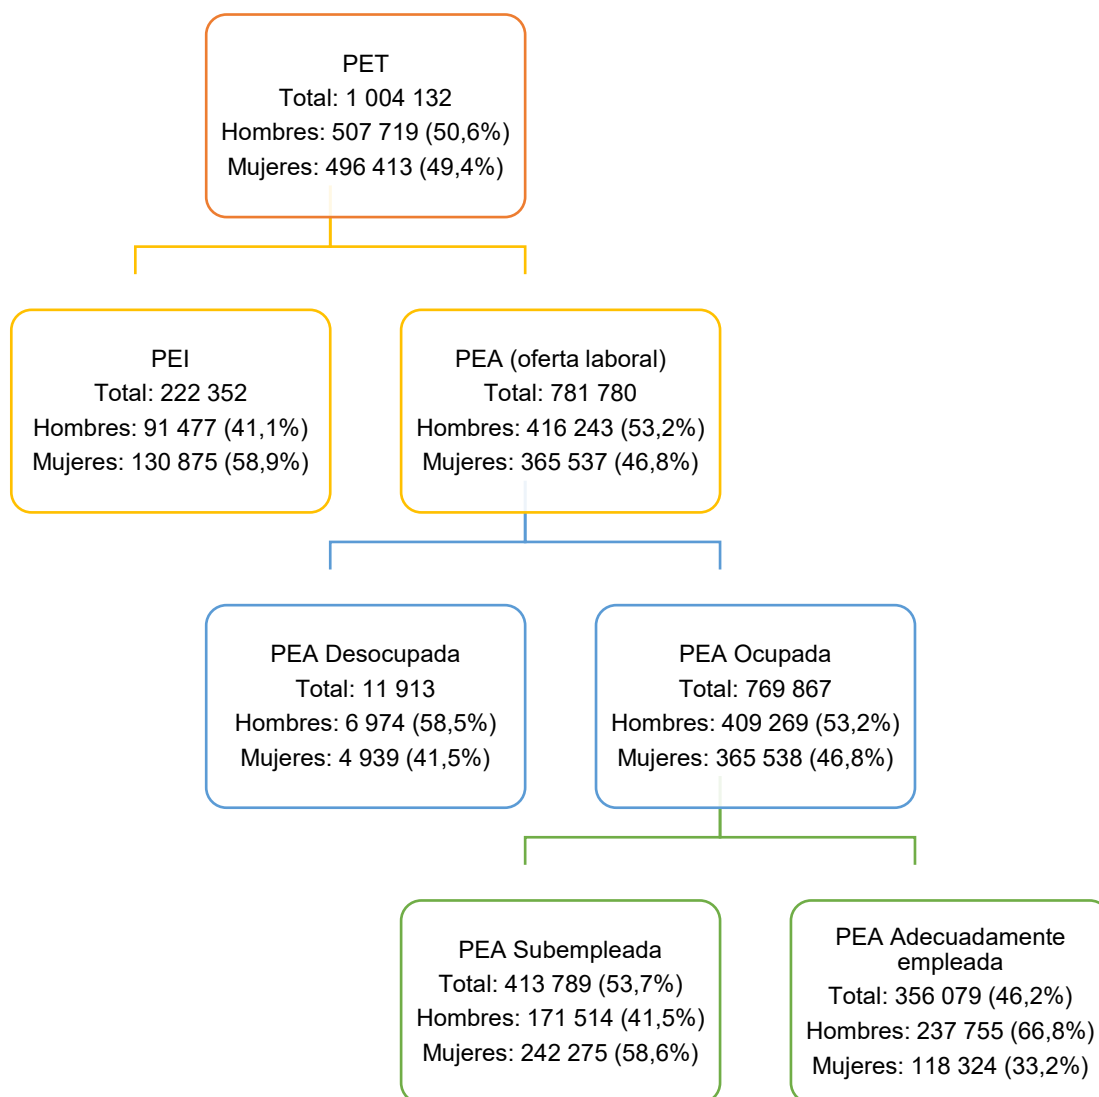 PET
Total: 1 004 132
Hombres: 507 719 (50,6%)
Mujeres: 496 413 (49,4%)
PEI
Total: 222 352
Hombres: 91 477 (41,1%)
Mujeres: 130 875 (58,9%)
PEA (oferta laboral)
Total: 781 780
Hombres: 416 243 (53,2%)
Mujeres: 365 537 (46,8%)
PEA Desocupada
Total: 11 913
Hombres: 6 974 (58,5%)
Mujeres: 4 939 (41,5%)
PEA Ocupada
Total: 769 867
Hombres: 409 269 (53,2%)
Mujeres: 365 538 (46,8%)
PEA Subempleada
Total: 413 789 (53,7%)
Hombres: 171 514 (41,5%)
Mujeres: 242 275 (58,6%)
PEA Adecuadamente
empleada
Total: 356 079 (46,2%)
Hombres: 237 755 (66,8%)
Mujeres: 118 324 (33,2%)